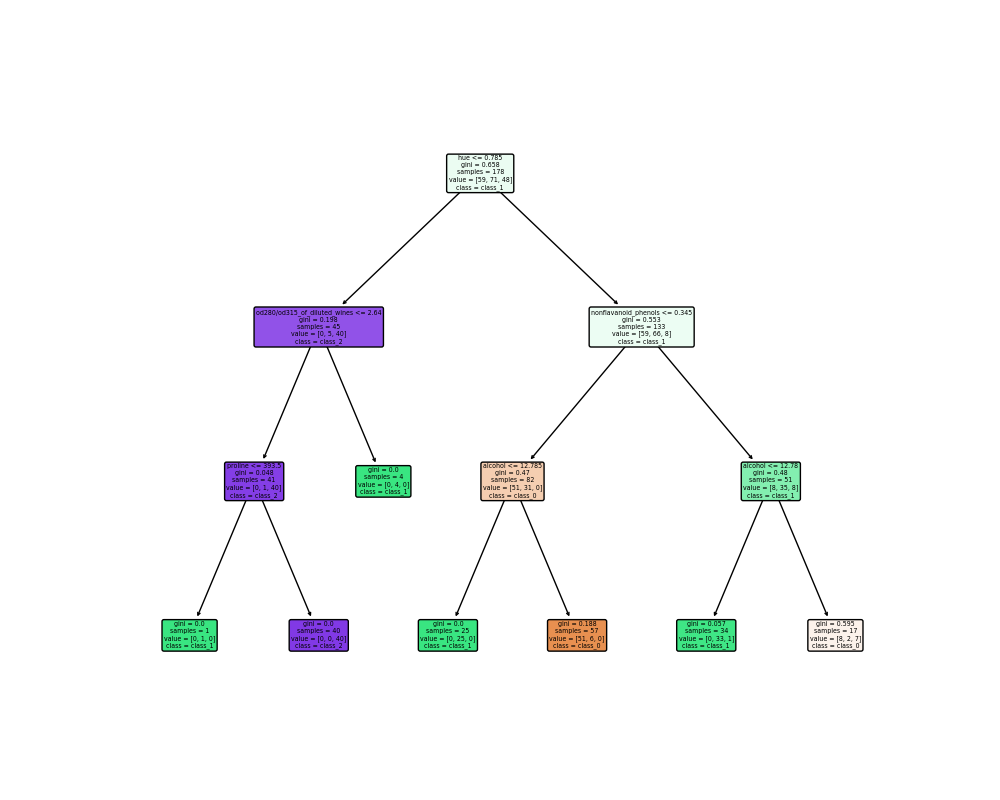 hue <= 0.785
gini = 0.658
samples = 178
value = [59, 71, 48]
class = class_1
od280/od315_of_diluted_wines <= 2.64
gini = 0.198
samples = 45
value = [0, 5, 40]
class = class_2
nonflavanoid_phenols <= 0.345
gini = 0.553
samples = 133
value = [59, 66, 8]
class = class_1
proline <= 393.5
gini = 0.048
samples = 41
value = [0, 1, 40]
class = class_2
gini = 0.0
samples = 4
value = [0, 4, 0]
class = class_1
alcohol <= 12.785
gini = 0.47
samples = 82
value = [51, 31, 0]
class = class_0
alcohol <= 12.78
gini = 0.48
samples = 51
value = [8, 35, 8]
class = class_1
gini = 0.0
samples = 1
value = [0, 1, 0]
class = class_1
gini = 0.0
samples = 40
value = [0, 0, 40]
class = class_2
gini = 0.0
samples = 25
value = [0, 25, 0]
class = class_1
gini = 0.188
samples = 57
value = [51, 6, 0]
class = class_0
gini = 0.057
samples = 34
value = [0, 33, 1]
class = class_1
gini = 0.595
samples = 17
value = [8, 2, 7]
class = class_0